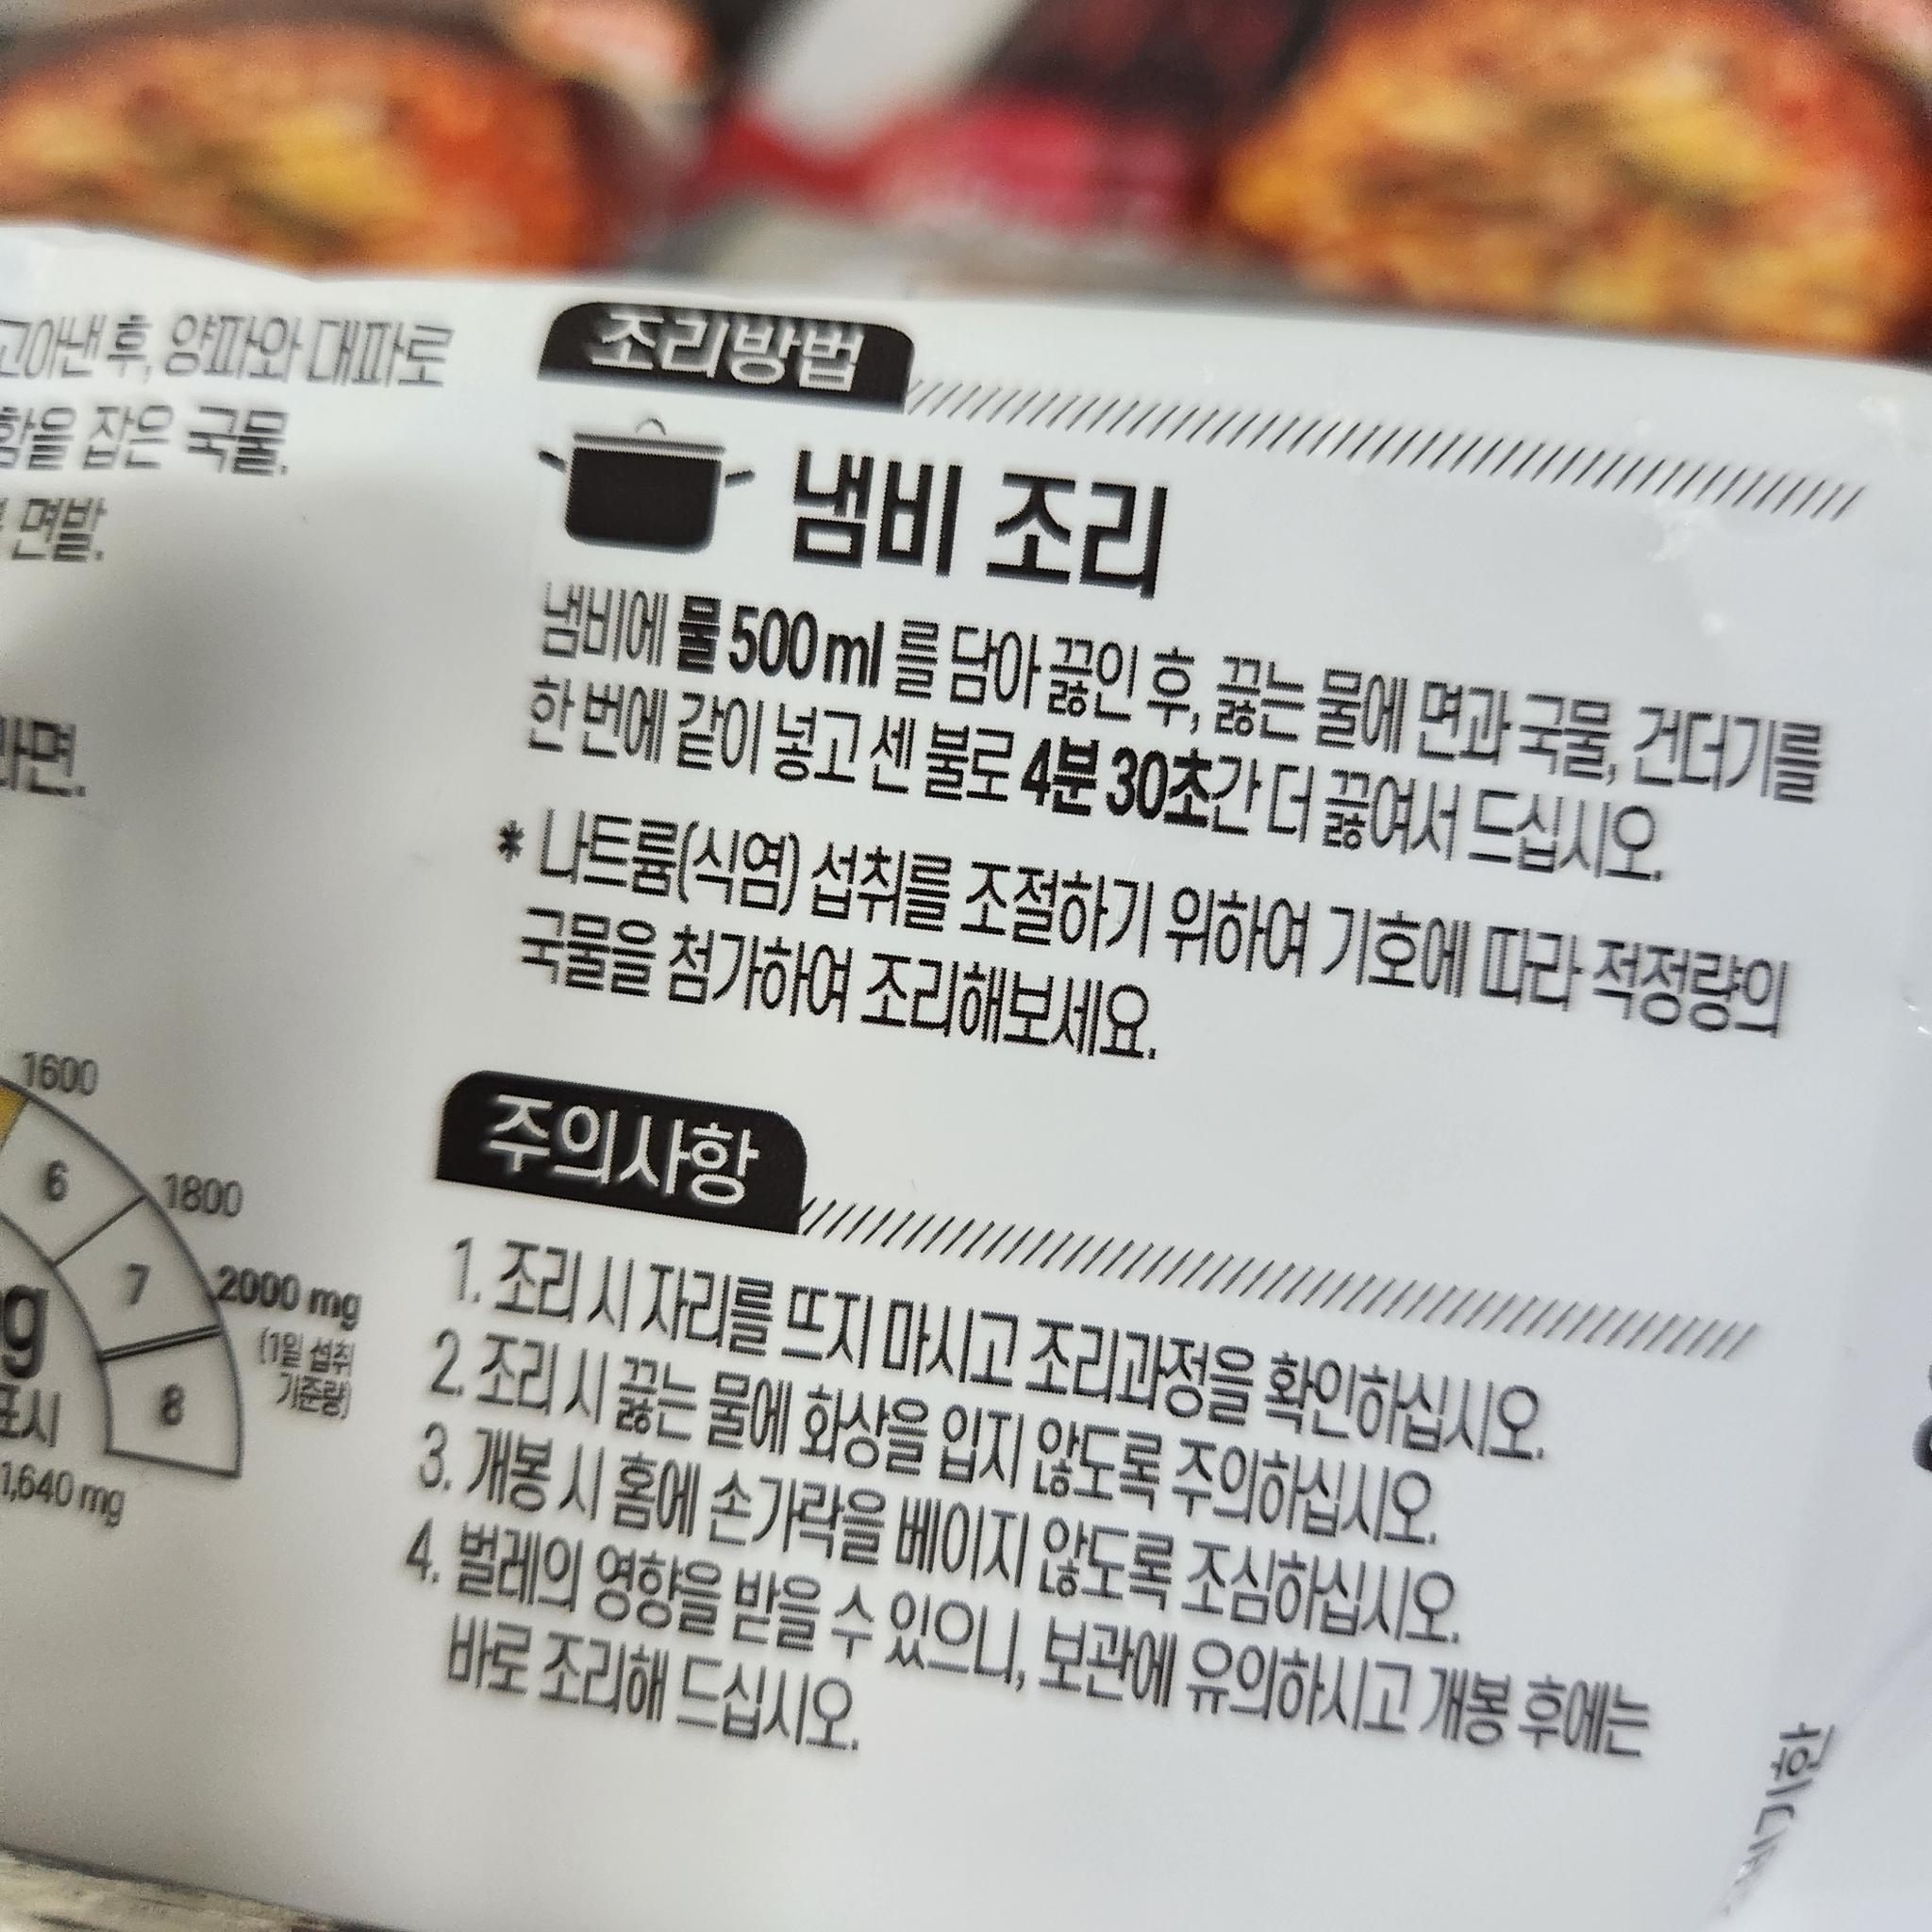 고아낸 후, 양파와 대파로
함을 잡은 국물.
면발.
라면.
1600
6
1800
7
2000 mg
(1일 섭취
기준량)
8
g
표시
1,640 mg
조리방법
냄비 조리
냄비에 물 500 ml 를 담아 끓인 후, 끓는 물에 면과 국물, 건더기를
한 번에 같이 넣고 센 불로 4분 30초간 더 끓여서 드십시오.
* 나트륨(식염) 섭취를 조절하기 위하여 기호에 따라 적정량의
국물을 첨가하여 조리해보세요.
주의사항
1. 조리 시 자리를 뜨지 마시고 조리과정을 확인하십시오.
2. 조리 시 끓는 물에 화상을 입지 않도록 주의하십시오.
3. 개봉 시 홈에 손가락을 베이지 않도록 조심하십시오.
4. 벌레의 영향을 받을 수 있으니, 보관에 유의하시고 개봉 후에는
바로 조리해 드십시오.